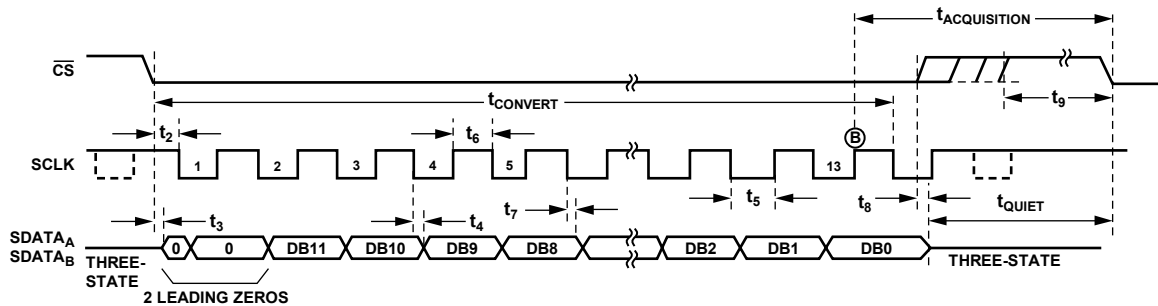 tACQUISITION
CS
tCONVERT
t9
t2
t6
B
SCLK
1
2
3
4
5
13
t3
t4
t7
t5
t8
tQUIET
SDATAA
SDATAB
0
0
DB11
DB10
DB9
DB8
DB2
DB1
DB0
THREE-
STATE
THREE-STATE
2 LEADING ZEROS